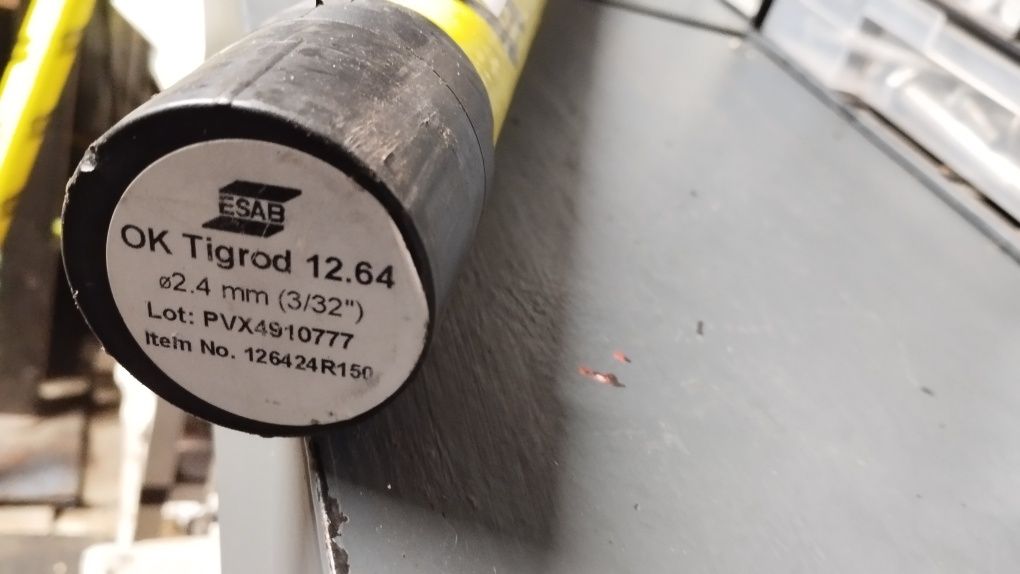 ESAB
OK Tigrod 12.64
ø2.4 mm (3/32")
Lot: PVX4910777
Item No. 126424R150